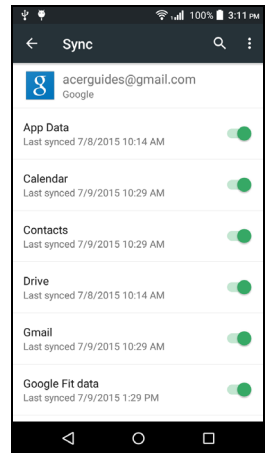 100% 3:11 PM
Sync
8 acerguides@gmail.com
Google
App Data
Last synced 7/8/2015 10:14 AM
Calendar
Last synced 7/9/2015 10:29 AM
Contacts
Last synced 7/9/2015 10:29 AM
Drive
Last synced 7/8/2015 10:14 AM
Gmail
Last synced 7/9/2015 10:29 AM
Google Fit data
Last synced 7/9/2015 1:29 PM